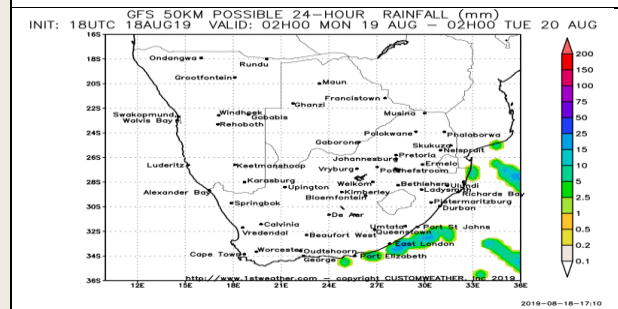 GFS 50KM POSSIBLE 24-HOUR RAINFALL (mm)
INIT: 18UTC 18AUG19 VALID: 02H00 MON 19 AUG – 02H00 TUE 20 AUG
16S
18S
20S
22S
24S
26S
28S
30S
32S
34S
36S
Ondangwa
Rundu
Grootfontein
Maun
Francistown
Ghanzi
Musina
Swakopmund
Windhoek
Gobabis
Walvis Bay
Rehoboth
Polokwane
Phalaborwa
Gaborone
Skukuza
Nelspruit
Pretoria
Johannesburg
Luderitz
Keetmanshoop
Vryburg
Potchefstroom
Ermelo
Karasburg
Welkom
Bethlehem
Ulundi
Alexander Bay
Upington
Kimberley
Ladysmith
Richards Bay
Springbok
Bloemfontein
Pietermaritzburg
Durban
De Aar
Calvinia
Umtata
Port St Johns
Vredendal
Beaufort West
Queenstown
East London
Cape Town
Worcester
Oudtshoorn
George
Port Elizabeth
http://www.1stweather.com – copyright CUSTOMWEATHER, Inc 2019
12E
15E
18E
21E
24E
27E
30E
33E
36E
200
150
100
75
50
25
15
10
5
2.5
1
0.5
0.2
0.1
2019-08-18-17:10